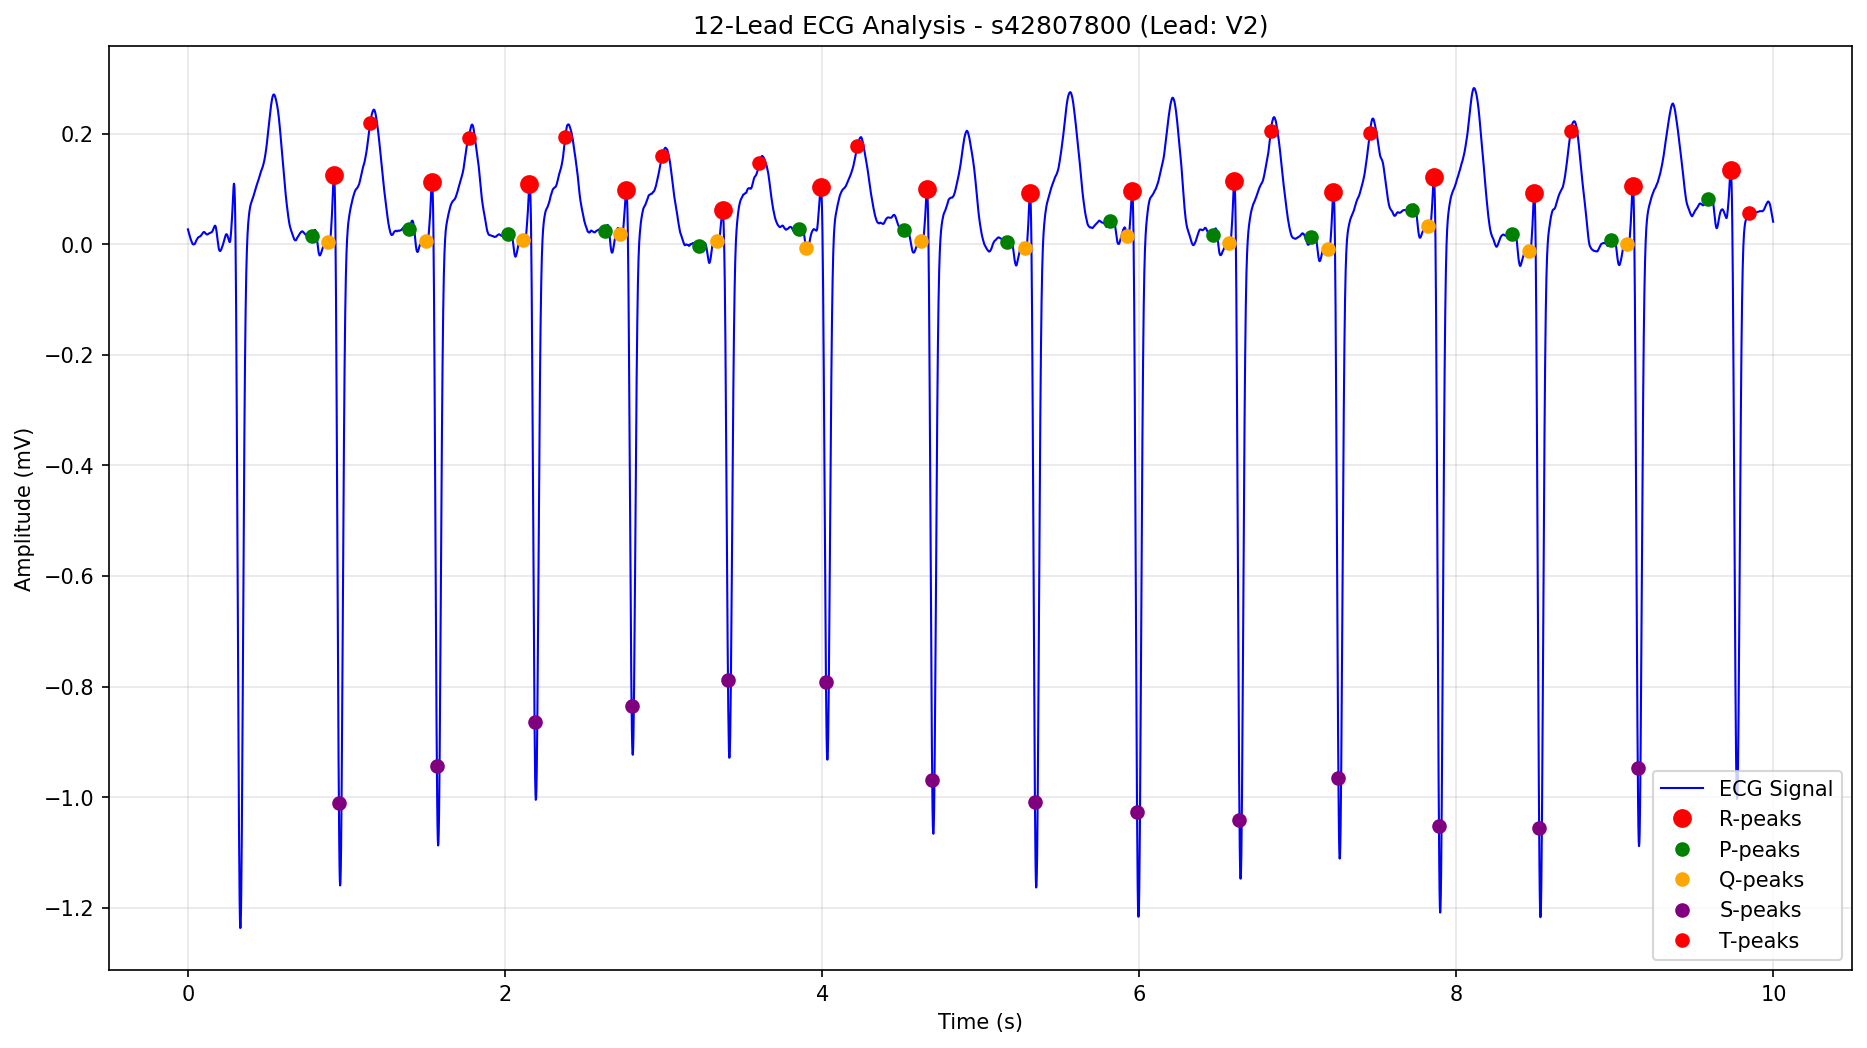 12-Lead ECG Analysis - s42807800 (Lead: V2)
Amplitude (mV)
0.2
0.0
−0.2
−0.4
−0.6
−0.8
−1.0
−1.2
ECG Signal
R-peaks
P-peaks
Q-peaks
S-peaks
T-peaks
0 2 4 6 8 10
Time (s)